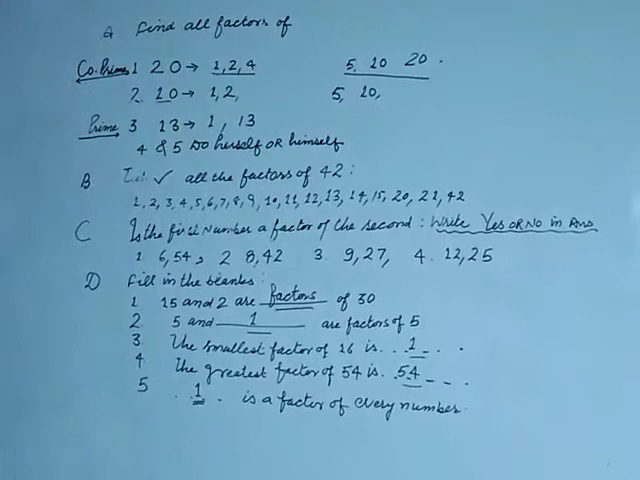 Find all factors of
Co. Prime 1 20 → 1, 2, 4 5, 10 20.
2. 10 → 1, 2, 5, 10,
Prime 3 13 → 1, 13
4 & 5 Do herself OR himself
B Tick ✓ all the factors of 42:
1, 2, 3, 4, 5, 6, 7, 8, 9, 10, 11, 12, 13, 14, 15, 20, 21, 42
C Is the first Number a factor of the second: Write Yes OR NO in Ans
1. 6, 54, 2 8, 42 3. 9, 27, 4. 12, 25
D Fill in the blanks:
1 15 and 2 are factors of 30
2 5 and 1 are factors of 5
3 The smallest factor of 16 is . . 1 . .
4 The greatest factor of 54 is . 54 - - .
5 . . 1 . is a factor of every number.